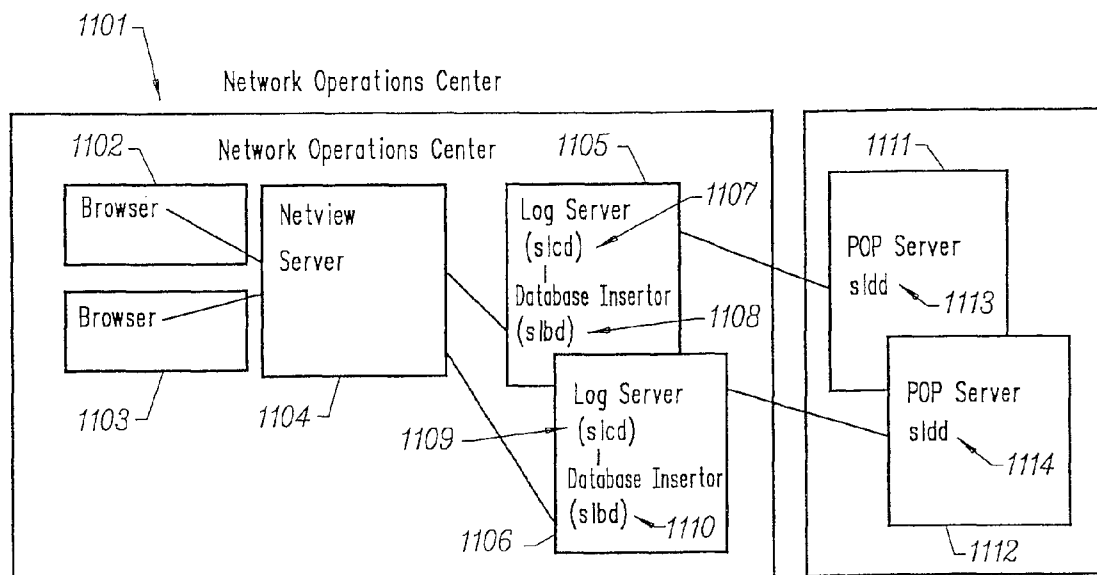 1101
Network Operations Center
Network Operations Center
1102
1105
1111
Browser
Netview
Server
Log Server
(slcd)
1107
Database Insertor
(slbd)
1108
POP Server
sldd
1113
Browser
1103
1104
Log Server
(slcd)
1109
Database Insertor
(slbd)
1110
1106
POP Server
sldd
1114
1112